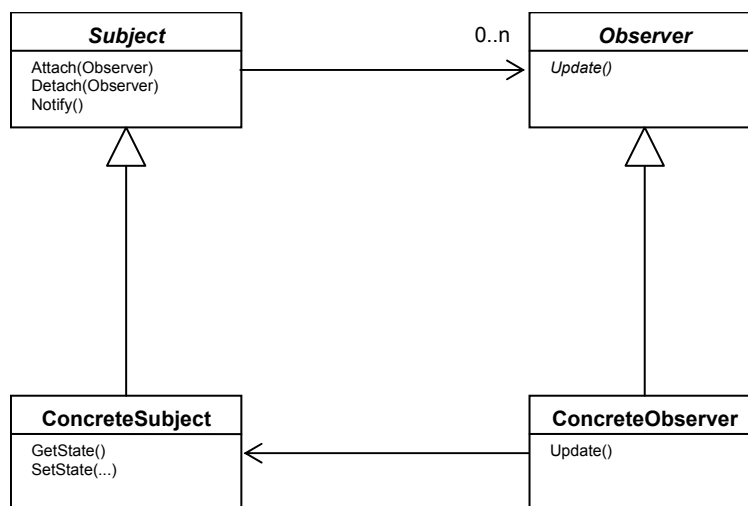 Subject
Attach(Observer)
Detach(Observer)
Notify()
0..n
Observer
Update()
ConcreteSubject
GetState()
SetState(...)
ConcreteObserver
Update()